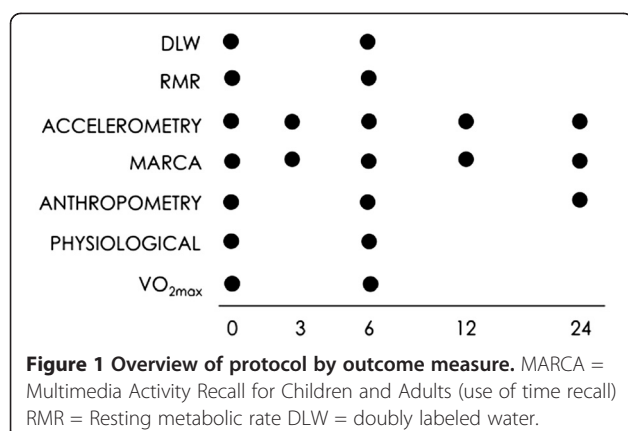 DLW
RMR
ACCELEROMETRY
MARCA
ANTHROPOMETRY
PHYSIOLOGICAL
VO2max
0 3 6 12 24
Figure 1 Overview of protocol by outcome measure. MARCA =
Multimedia Activity Recall for Children and Adults (use of time recall)
RMR = Resting metabolic rate DLW = doubly labeled water.